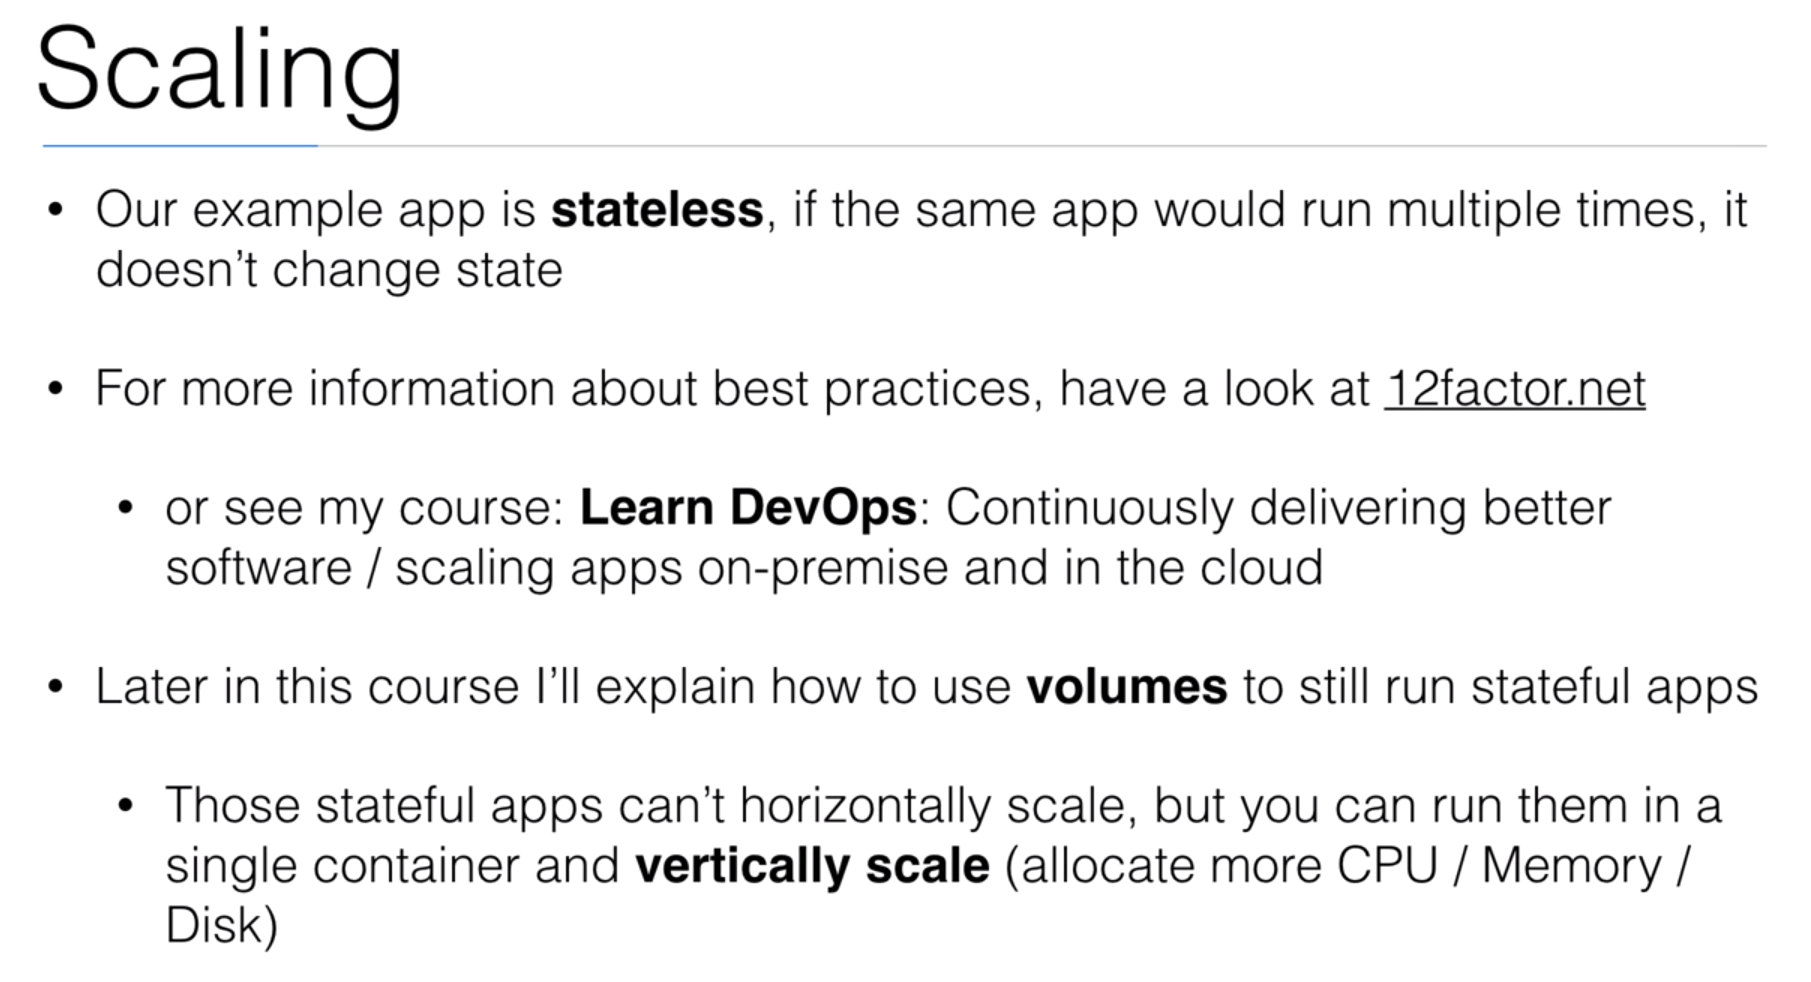 Scaling
• Our example app is stateless, if the same app would run multiple times, it
doesn’t change state
• For more information about best practices, have a look at 12factor.net
• or see my course: Learn DevOps: Continuously delivering better
software / scaling apps on-premise and in the cloud
• Later in this course I’ll explain how to use volumes to still run stateful apps
• Those stateful apps can’t horizontally scale, but you can run them in a
single container and vertically scale (allocate more CPU / Memory /
Disk)